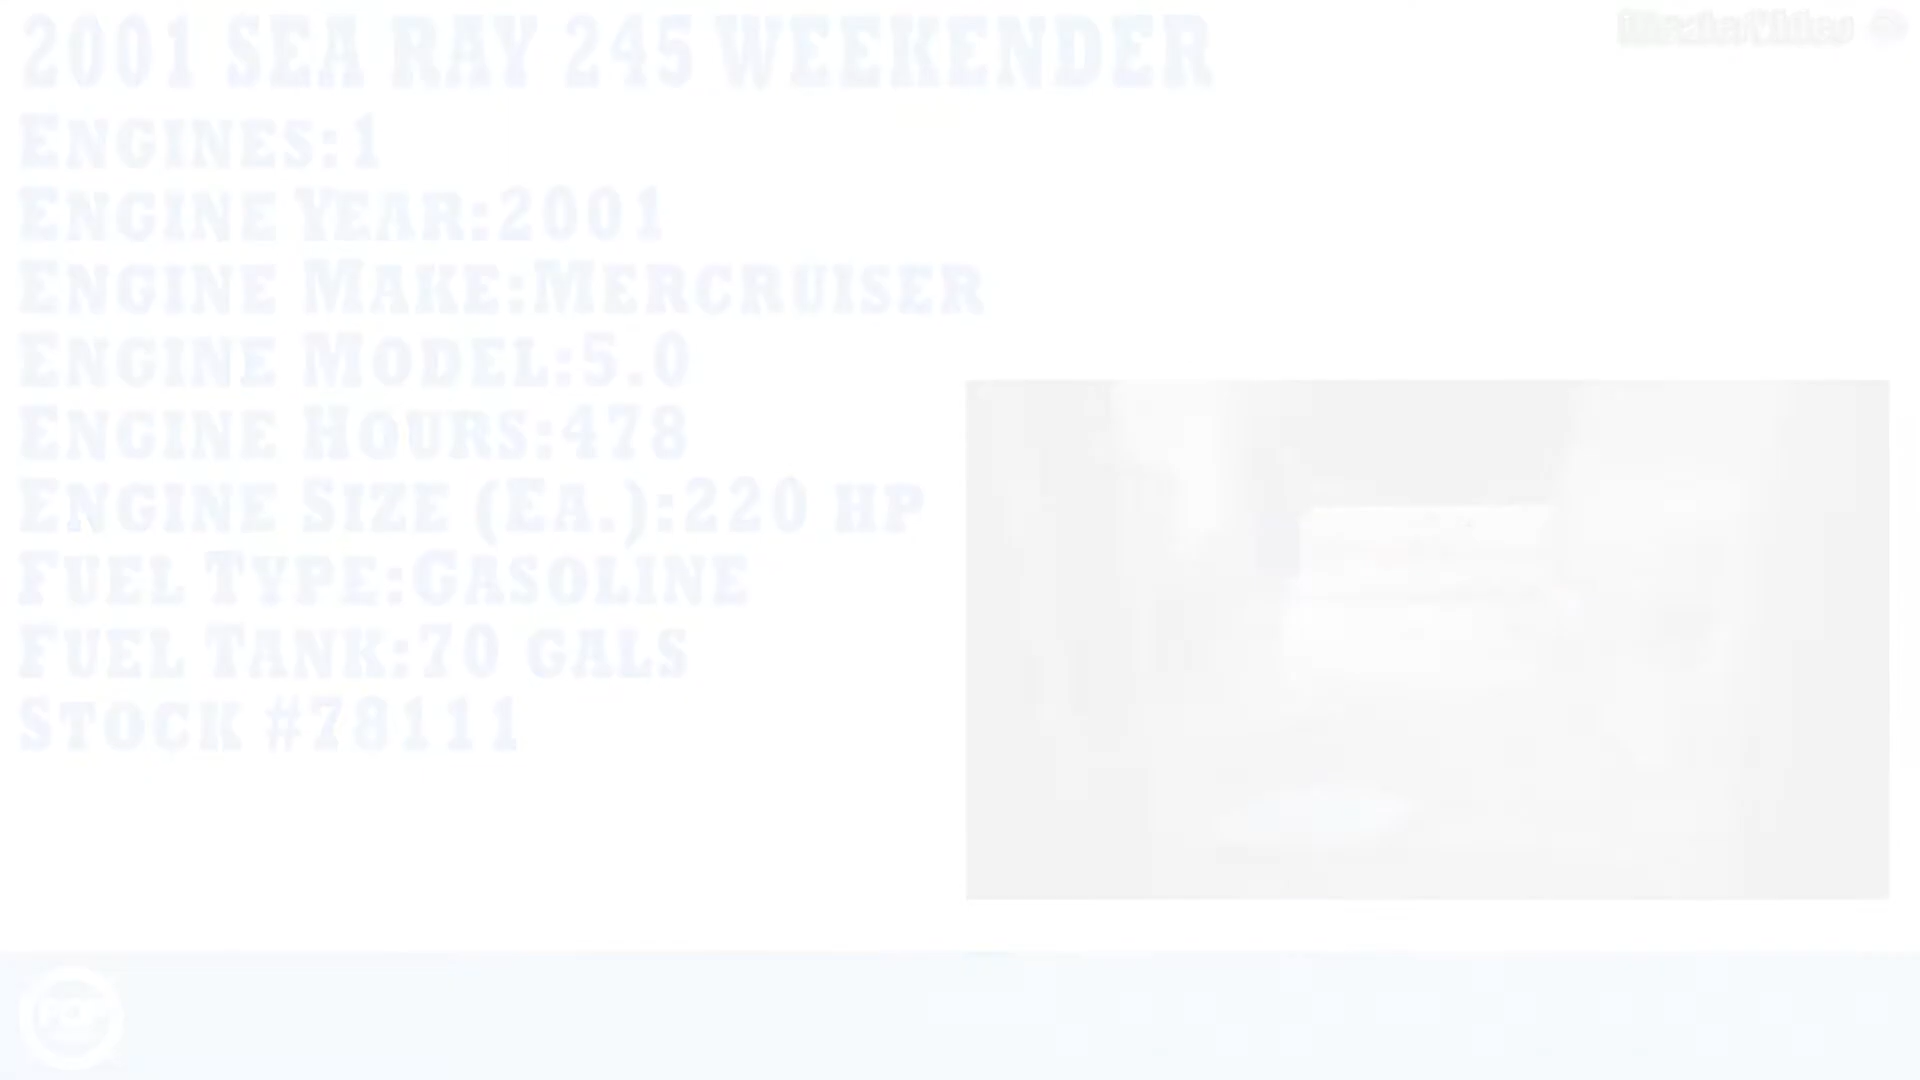 2001 SEA RAY 245 WEEKENDER
ENGINES:1
ENGINE YEAR:2001
ENGINE MAKE:MERCRUISER
ENGINE MODEL:5.0
ENGINE HOURS:478
ENGINE SIZE (EA.):220 HP
FUEL TYPE:GASOLINE
FUEL TANK:70 GALS
STOCK #78111
POP